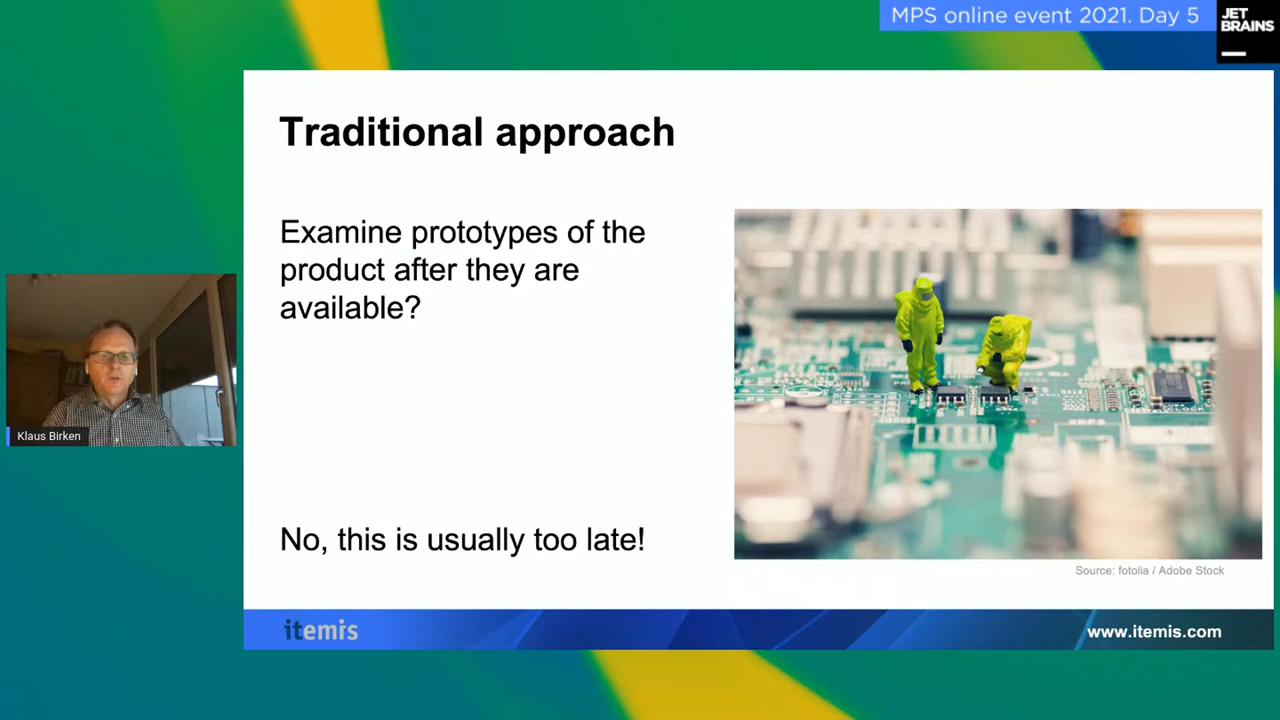 MPS online event 2021. Day 5
JET
BRAINS
Traditional approach
Examine prototypes of the
product after they are
available?
No, this is usually too late!
Source: fotolia / Adobe Stock
Klaus Birken
itemis
www.itemis.com